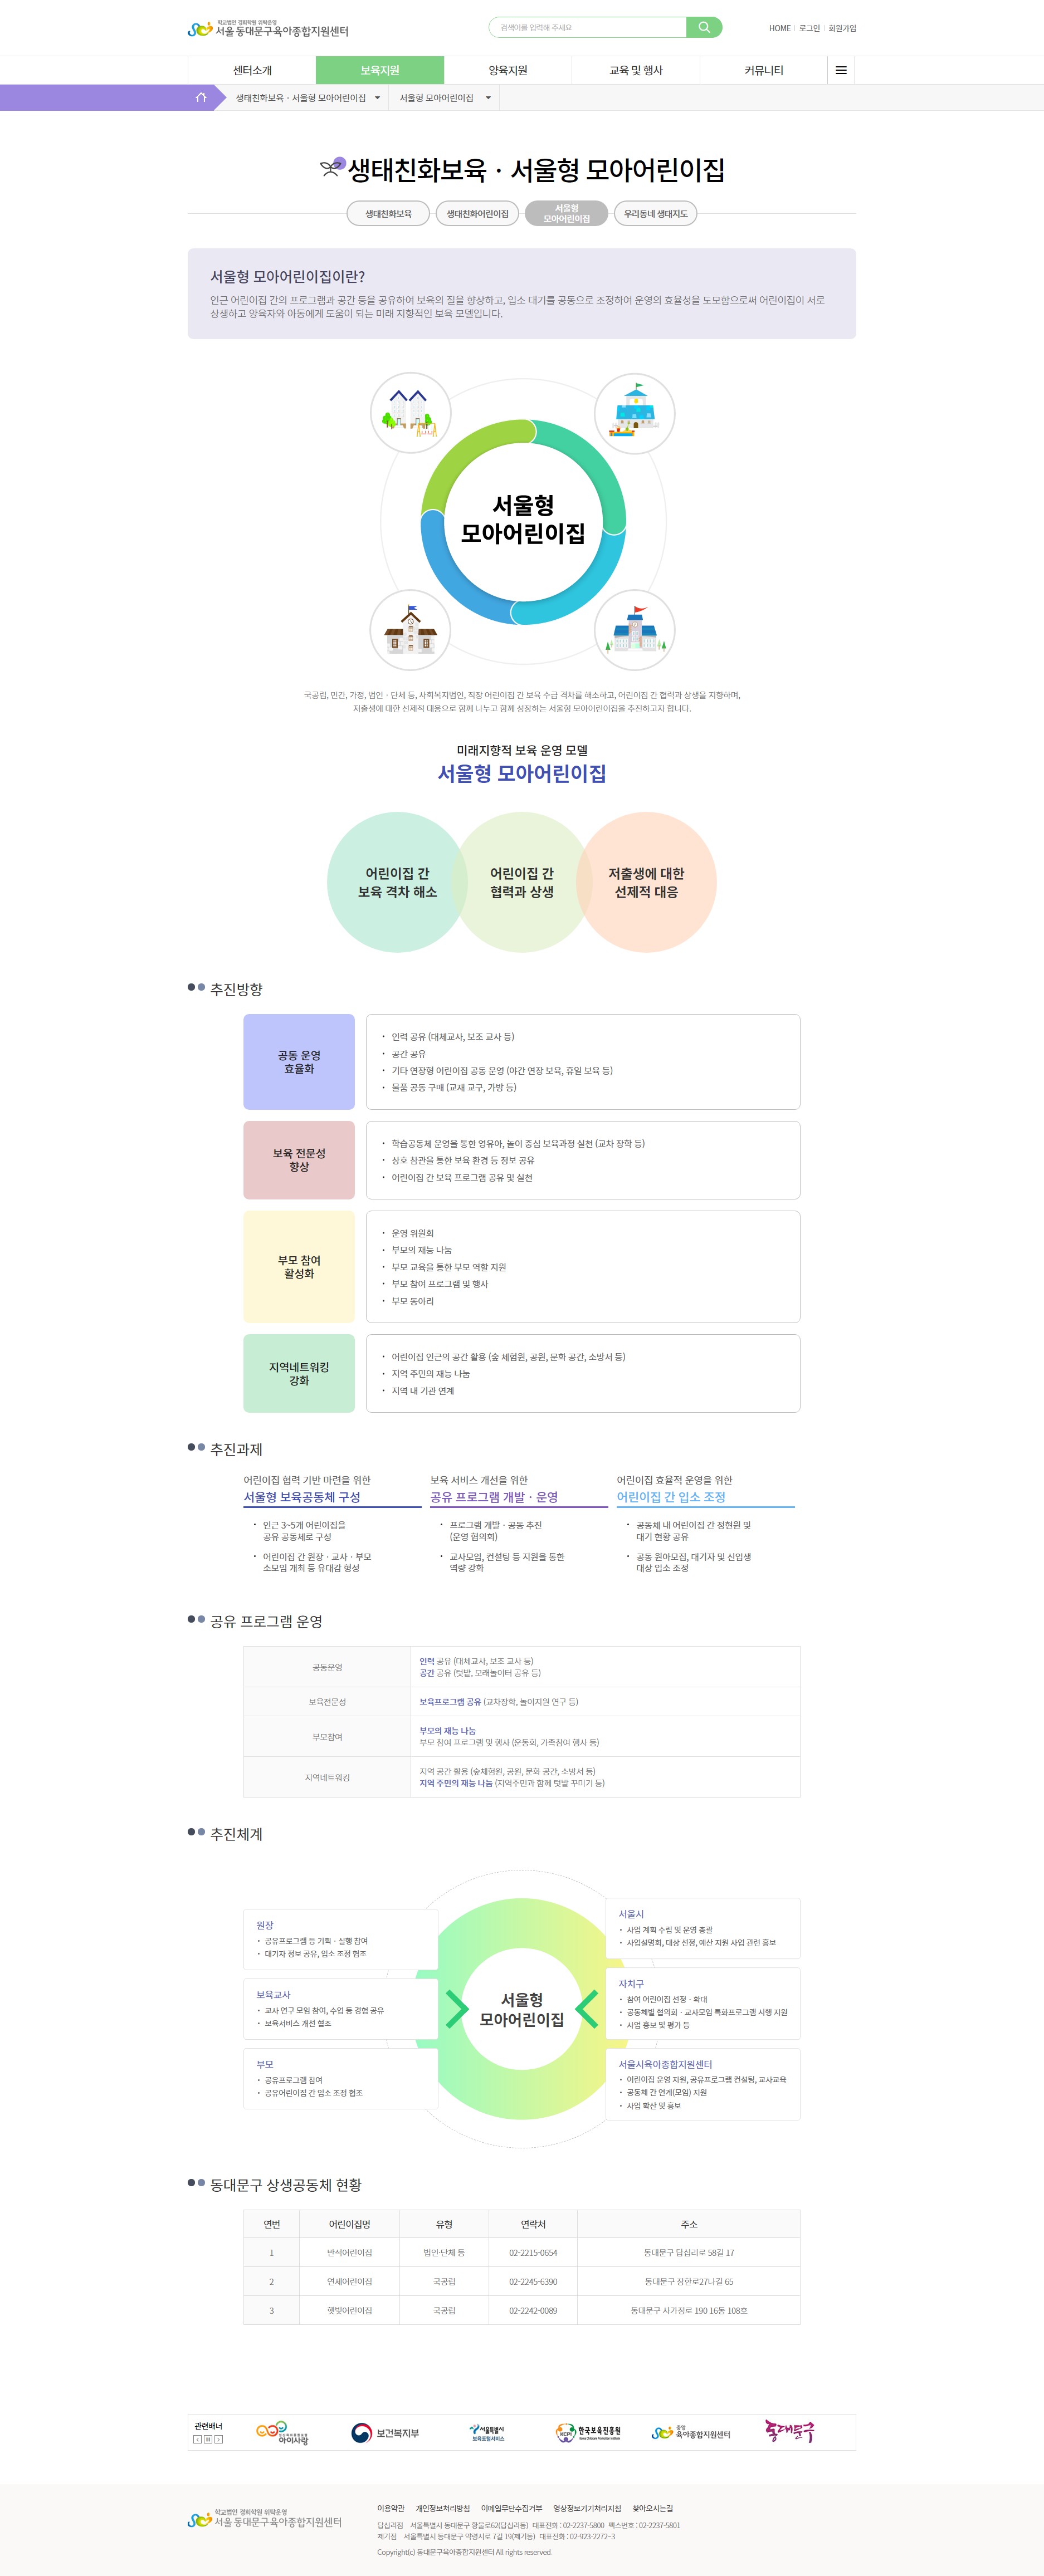 학교법인 경희학원 위탁운영
서울 동대문구육아종합지원센터
검색어를 입력해 주세요
HOME 로그인 회원가입
센터소개 보육지원 양육지원 교육 및 행사 커뮤니티
생태친화보육 · 서울형 모아어린이집 서울형 모아어린이집
생태친화보육 · 서울형 모아어린이집
생태친화보육 생태친화어린이집 서울형 모아어린이집 우리동네 생태지도
서울형 모아어린이집이란?
인근 어린이집 간의 프로그램과 공간 등을 공유하여 보육의 질을 향상하고, 입소 대기를 공동으로 조정하여 운영의 효율성을 도모함으로써 어린이집이 서로
상생하고 양육자와 아동에게 도움이 되는 미래 지향적인 보육 모델입니다.
서울형
모아어린이집
국공립, 민간, 가정, 법인 · 단체 등, 사회복지법인, 직장 어린이집 간 보육 수급 격차를 해소하고, 어린이집 간 협력과 상생을 지향하며,
저출생에 대한 선제적 대응으로 함께 나누고 함께 성장하는 서울형 모아어린이집을 추진하고자 합니다.
미래지향적 보육 운영 모델
서울형 모아어린이집
어린이집 간
보육 격차 해소
어린이집 간
협력과 상생
저출생에 대한
선제적 대응
추진방향
공동 운영
효율화
· 인력 공유 (대체교사, 보조 교사 등)
· 공간 공유
· 기타 연장형 어린이집 공동 운영 (야간 연장 보육, 휴일 보육 등)
· 물품 공동 구매 (교재 교구, 가방 등)
보육 전문성
향상
· 학습공동체 운영을 통한 영유아, 놀이 중심 보육과정 실천 (교차 장학 등)
· 상호 참관을 통한 보육 환경 등 정보 공유
· 어린이집 간 보육 프로그램 공유 및 실천
부모 참여
활성화
· 운영 위원회
· 부모의 재능 나눔
· 부모 교육을 통한 부모 역할 지원
· 부모 참여 프로그램 및 행사
· 부모 동아리
지역네트워킹
강화
· 어린이집 인근의 공간 활용 (숲 체험원, 공원, 문화 공간, 소방서 등)
· 지역 주민의 재능 나눔
· 지역 내 기관 연계
추진과제
어린이집 협력 기반 마련을 위한
서울형 보육공동체 구성
· 인근 3~5개 어린이집을
공유 공동체로 구성
· 어린이집 간 원장 · 교사 · 부모
소모임 개최 등 유대감 형성
보육 서비스 개선을 위한
공유 프로그램 개발 · 운영
· 프로그램 개발 · 공동 추진
(운영 협의회)
· 교사모임, 컨설팅 등 지원을 통한
역량 강화
어린이집 효율적 운영을 위한
어린이집 간 입소 조정
· 공동체 내 어린이집 간 정현원 및
대기 현황 공유
· 공동 원아모집, 대기자 및 신입생
대상 입소 조정
공유 프로그램 운영
공동운영
인력 공유 (대체교사, 보조 교사 등)
공간 공유 (텃밭, 모래놀이터 공유 등)
보육전문성
보육프로그램 공유 (교차장학, 놀이지원 연구 등)
부모참여
부모의 재능 나눔
부모 참여 프로그램 및 행사 (운동회, 가족참여 행사 등)
지역네트워킹
지역 공간 활용 (숲체험원, 공원, 문화 공간, 소방서 등)
지역 주민의 재능 나눔 (지역주민과 함께 텃밭 꾸미기 등)
추진체계
원장
· 공유프로그램 등 기획 · 실행 참여
· 대기자 정보 공유, 입소 조정 협조
보육교사
· 교사 연구 모임 참여, 수업 등 경험 공유
· 보육서비스 개선 협조
부모
· 공유프로그램 참여
· 공유어린이집 간 입소 조정 협조
서울형
모아어린이집
서울시
· 사업 계획 수립 및 운영 총괄
· 사업설명회, 대상 선정, 예산 지원 사업 관련 홍보
자치구
· 참여 어린이집 선정 · 확대
· 공동체별 협의회 · 교사모임 특화프로그램 시행 지원
· 사업 홍보 및 평가 등
서울시육아종합지원센터
· 어린이집 운영 지원, 공유프로그램 컨설팅, 교사교육
· 공동체 간 연계(모임) 지원
· 사업 확산 및 홍보
동대문구 상생공동체 현황
연번 어린이집명 유형 연락처 주소
1 반석어린이집 법인·단체 등 02-2215-0654 동대문구 답십리로 58길 17
2 연세어린이집 국공립 02-2245-6390 동대문구 장한로27나길 65
3 햇빛어린이집 국공립 02-2242-0089 동대문구 사가정로 190 16동 108호
관련배너
아이사랑
보건복지부
서울특별시
보육포털서비스
KCPI 한국보육진흥원
중앙
육아종합지원센터
동대문구
학교법인 경희학원 위탁운영
서울 동대문구육아종합지원센터
이용약관 개인정보처리방침 이메일무단수집거부 영상정보기기처리지침 찾아오시는길
답십리점 서울특별시 동대문구 황물로62(답십리동) 대표전화 : 02-2237-5800 팩스번호 : 02-2237-5801
제기점 서울특별시 동대문구 약령시로 7길 19(제기동) 대표전화 : 02-923-2272~3
Copyright(c) 동대문구육아종합지원센터 All rights reserved.